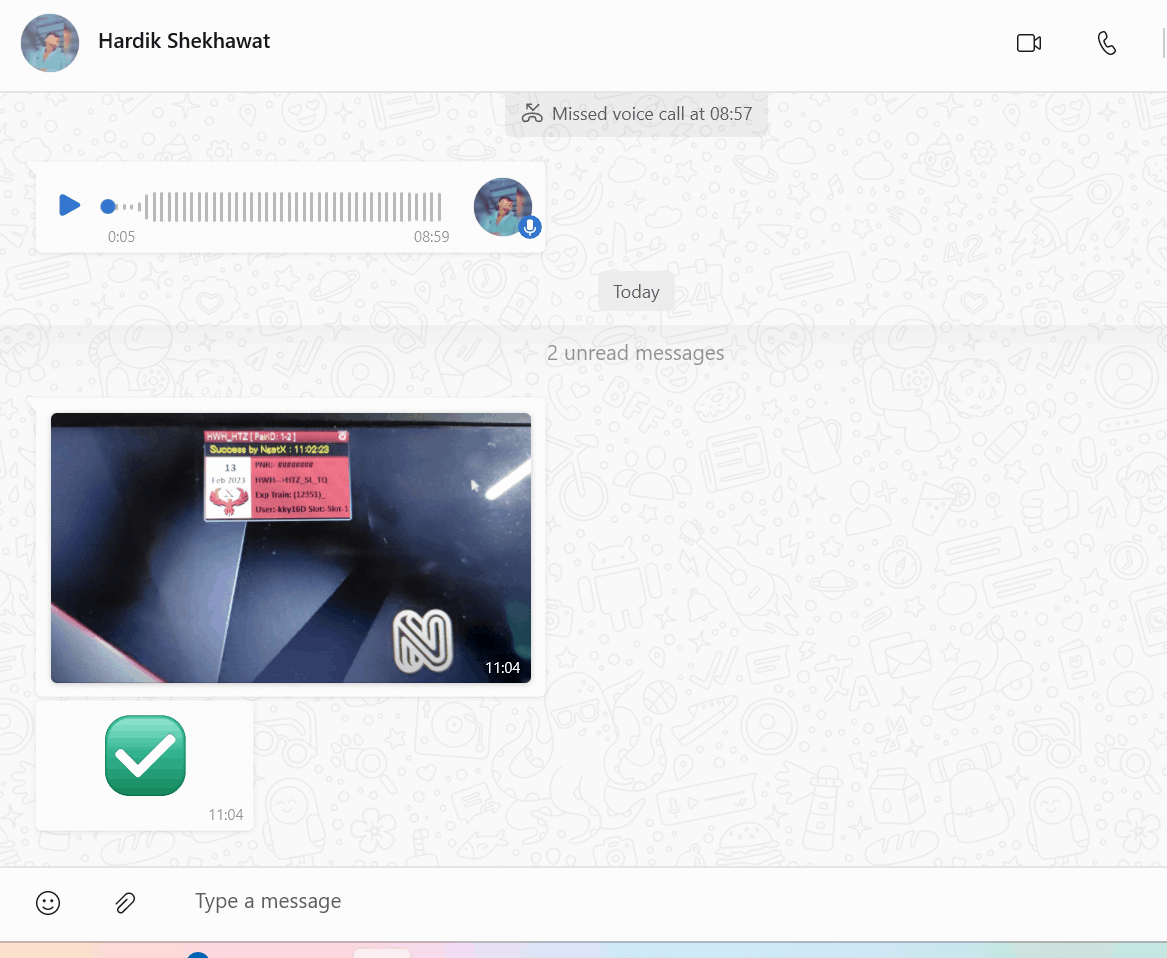 Hardik Shekhawat
Missed voice call at 08:57
0:05
08:59
Today
2 unread messages
HWH_HTZ [ PairID: 1-2 ]
Success by NgetX : 11:02:23
13
Feb 2023
PNR:- ########
HWH-->HTZ_SL_TQ
Exp Train: (12351)_
User:-kky16D Slot:-Slot-1
11:04
11:04
Type a message